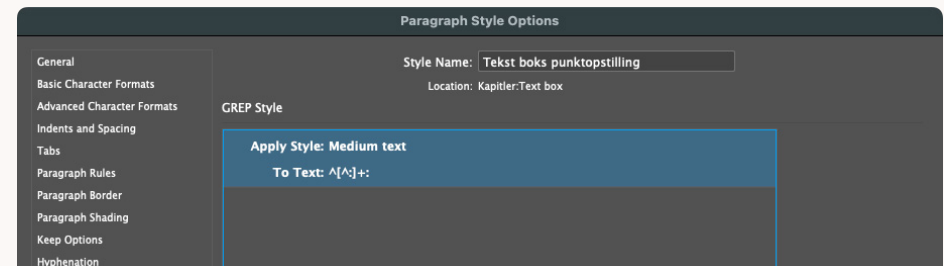 Paragraph Style Options
General
Basic Character Formats
Advanced Character Formats
Indents and Spacing
Tabs
Paragraph Rules
Paragraph Border
Paragraph Shading
Keep Options
Hyphenation
Style Name: Tekst boks punktopstilling
Location: Kapitler:Text box
GREP Style
Apply Style: Medium text
To Text: ^[^:]+: